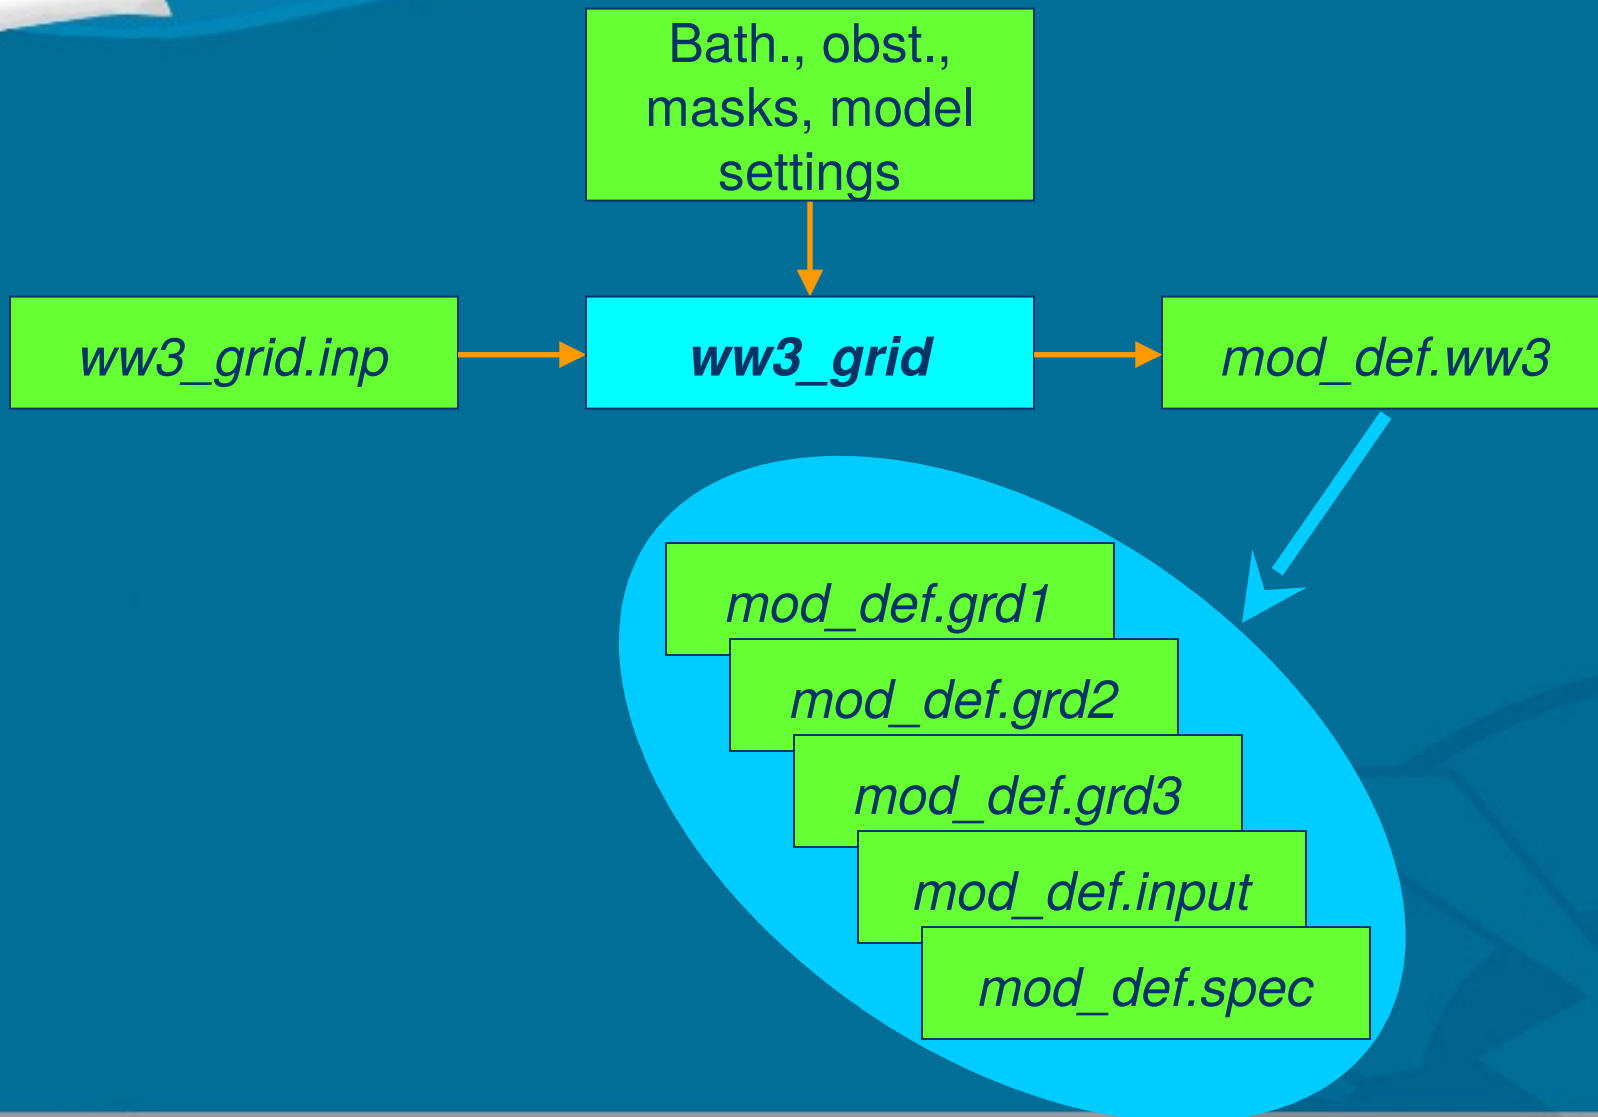 Bath., obst.,
masks, model
settings
ww3_grid.inp
ww3_grid
mod_def.ww3
mod_def.grd1
mod_def.grd2
mod_def.grd3
mod_def.input
mod_def.spec